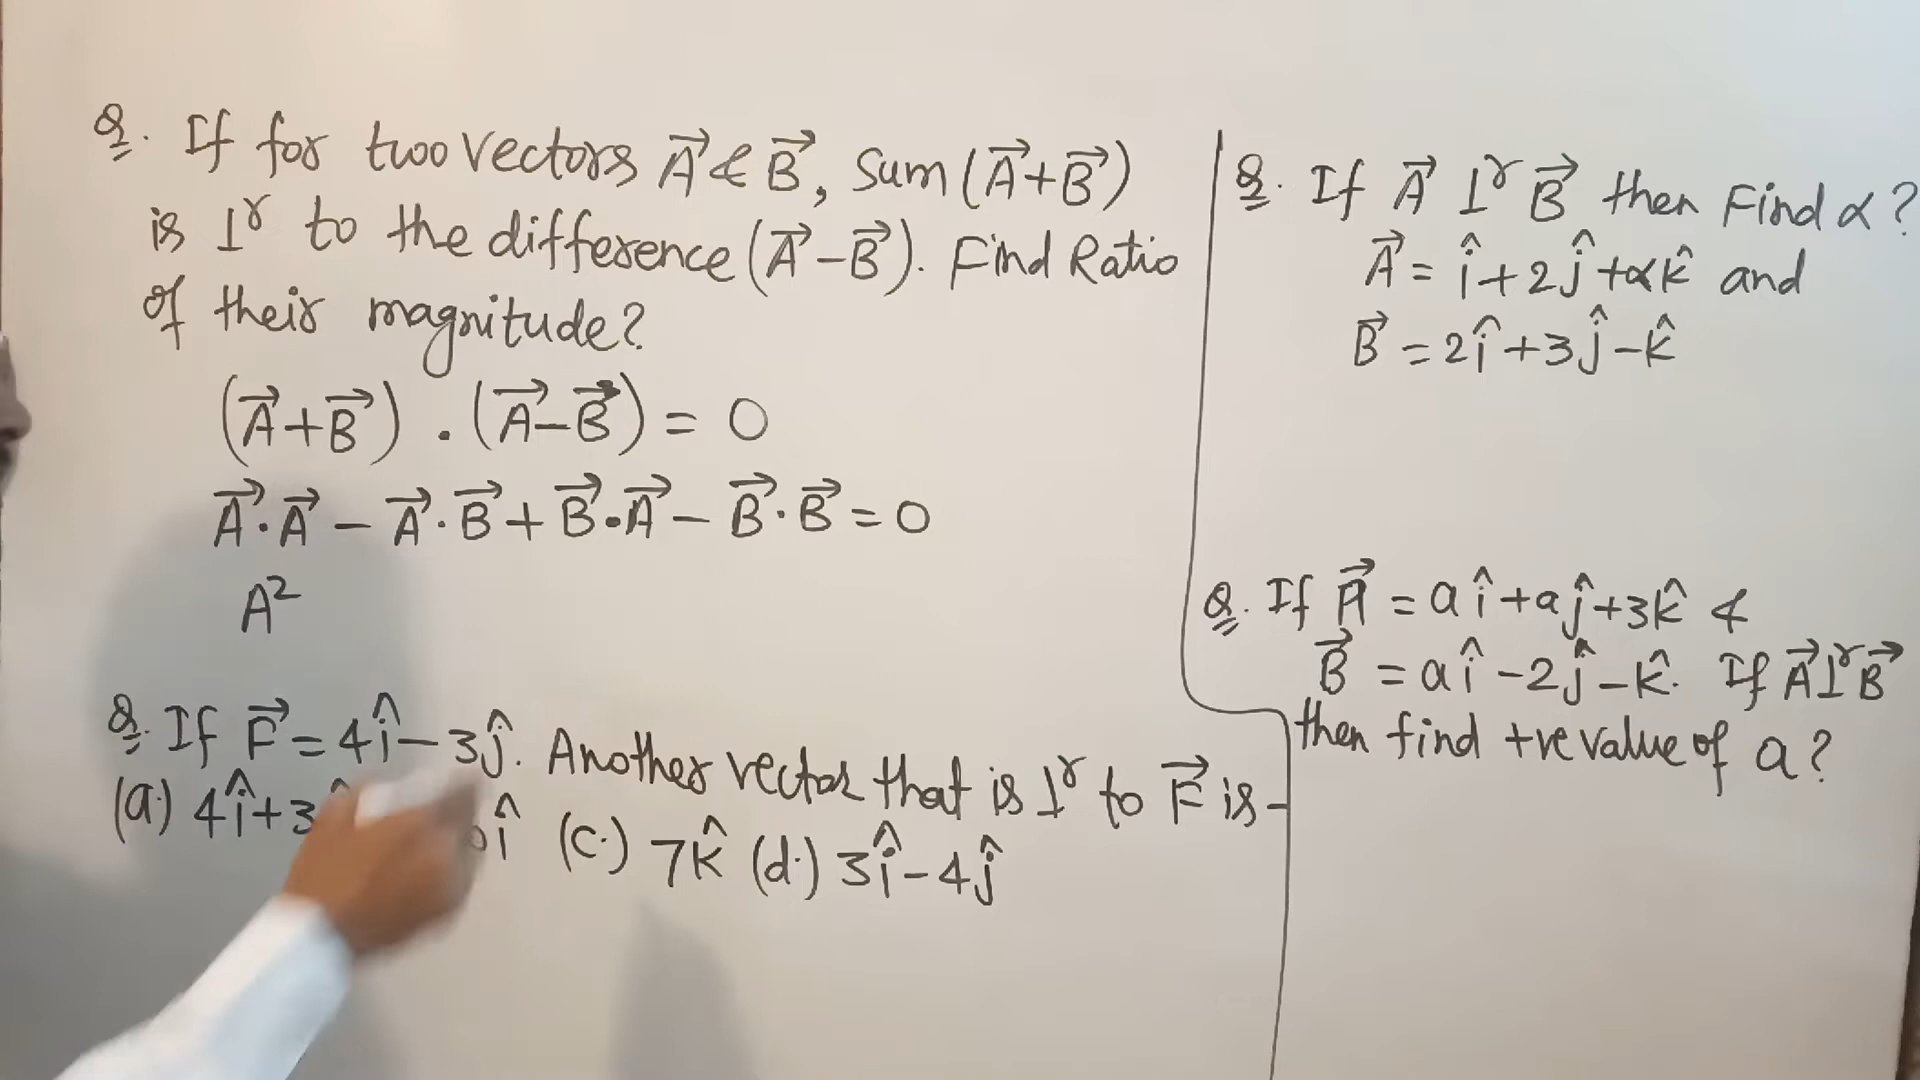 Q. If for two vectors A⃗ & B⃗, Sum (A⃗+B⃗)
is ⊥ʳ to the difference (A⃗−B⃗). Find Ratio
of their magnitude?
(A⃗+B⃗) . (A⃗−B⃗) = 0
A⃗·A⃗ − A⃗·B⃗ + B⃗·A⃗ − B⃗·B⃗ = 0
A²
Q. If F⃗ = 4î − 3ĵ. Another vector that is ⊥ʳ to F⃗ is −
(a.) 4î+3 î (c.) 7k̂ (d.) 3î − 4ĵ
Q. If A⃗ ⊥ʳ B⃗ then Find α?
A⃗ = î + 2ĵ + αk̂ and
B⃗ = 2î + 3ĵ − k̂
Q. If A⃗ = aî + aĵ + 3k̂ &
B⃗ = aî − 2ĵ − k̂. If A⃗ ⊥ʳ B⃗
then find +ve value of a?